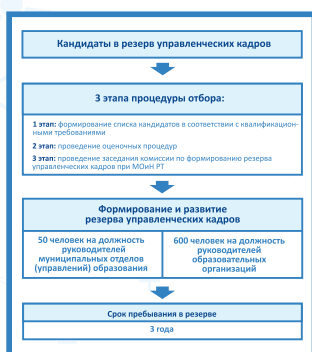 Кандидаты в резерв управленческих кадров
3 этапа процедуры отбора:
1 этап: формирование списка кандидатов в соответствии с квалификацион-
ными требованиями
2 этап: проведение оценочных процедур
3 этап: проведение заседания комиссии по формированию резерва
управленческих кадров при МОиН РТ
Формирование и развитие
резерва управленческих кадров
50 человек на должность
руководителей
муниципальных отделов
(управлений) образования
600 человек на должность
руководителей
образовательных
организаций
Срок пребывания в резерве
3 года